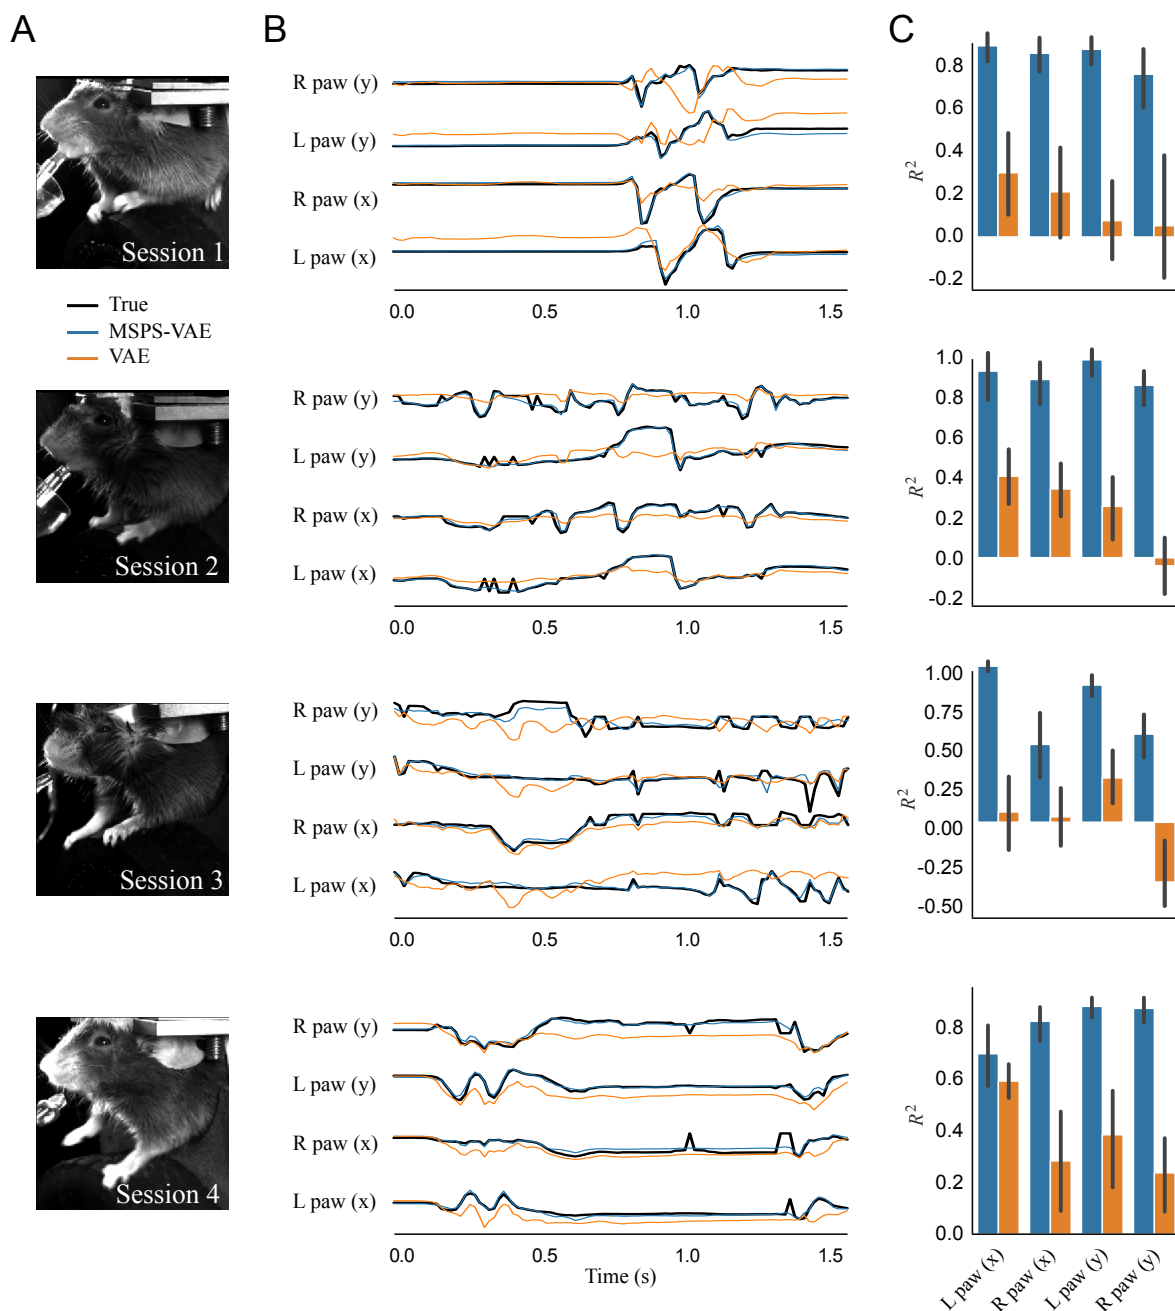 A
B
C
Session 1
True
MSPS-VAE
VAE
R paw (y)
L paw (y)
R paw (x)
L paw (x)
0.0 0.5 1.0 1.5
R²
0.8
0.6
0.4
0.2
0.0
-0.2
Session 2
R paw (y)
L paw (y)
R paw (x)
L paw (x)
0.0 0.5 1.0 1.5
R²
1.0
0.8
0.6
0.4
0.2
0.0
-0.2
Session 3
R paw (y)
L paw (y)
R paw (x)
L paw (x)
0.0 0.5 1.0 1.5
R²
1.00
0.75
0.50
0.25
0.00
-0.25
-0.50
Session 4
R paw (y)
L paw (y)
R paw (x)
L paw (x)
0.0 0.5 1.0 1.5
Time (s)
R²
0.8
0.6
0.4
0.2
0.0
L paw (x)
R paw (x)
L paw (y)
R paw (y)